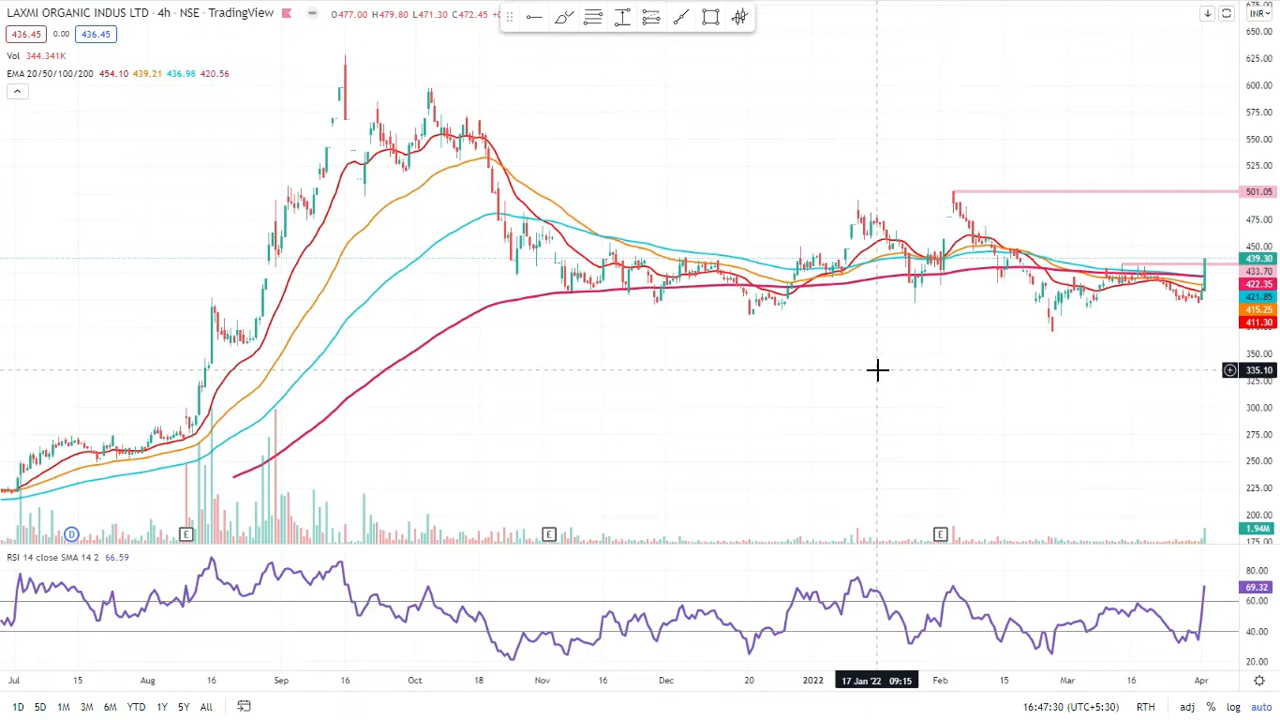 LAXMI ORGANIC INDUS LTD · 4h · NSE · TradingView
O477.00 H479.80 L471.30 C472.45
436.45 0.00 436.45
Vol 344.341K
EMA 20/50/100/200 454.10 439.21 436.98 420.56
INR
650.00
625.00
600.00
575.00
550.00
525.00
501.05
475.00
450.00
439.30
433.70
422.35
421.85
415.25
411.30
350.00
335.10
325.00
300.00
275.00
250.00
225.00
200.00
1.94M
175.00
D E E E
RSI 14 close SMA 14 2 66.59
80.00
69.32
60.00
40.00
20.00
Jul 15 Aug 16 Sep 16 Oct 18 Nov 16 Dec 20 2022 17 Jan '22 09:15 Feb 15 Mar 16 Apr
1D 5D 1M 3M 6M YTD 1Y 5Y All 16:47:30 (UTC+5:30) RTH adj % log auto